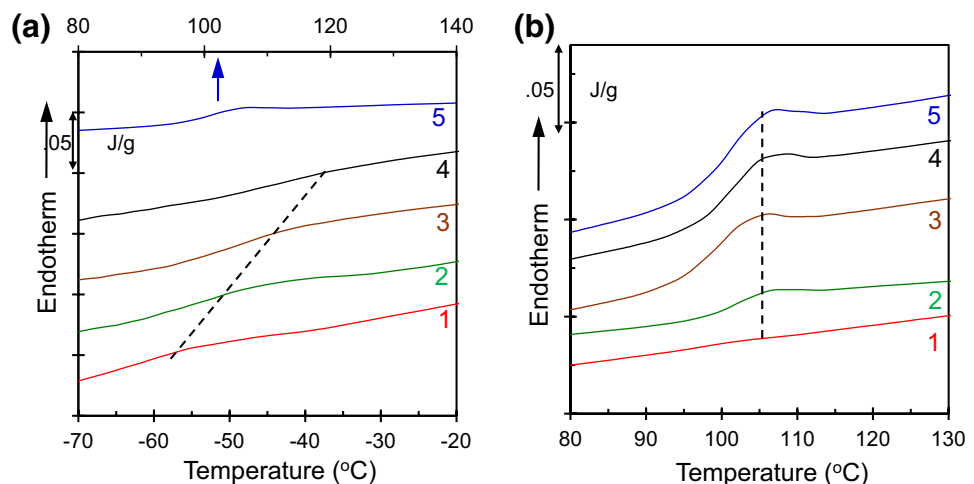 (a)
80 100 120 140
Endotherm
.05 J/g
5
4
3
2
1
-70 -60 -50 -40 -30 -20
Temperature (oC)
(b)
.05 J/g
Endotherm
5
4
3
2
1
80 90 100 110 120 130
Temperature (oC)